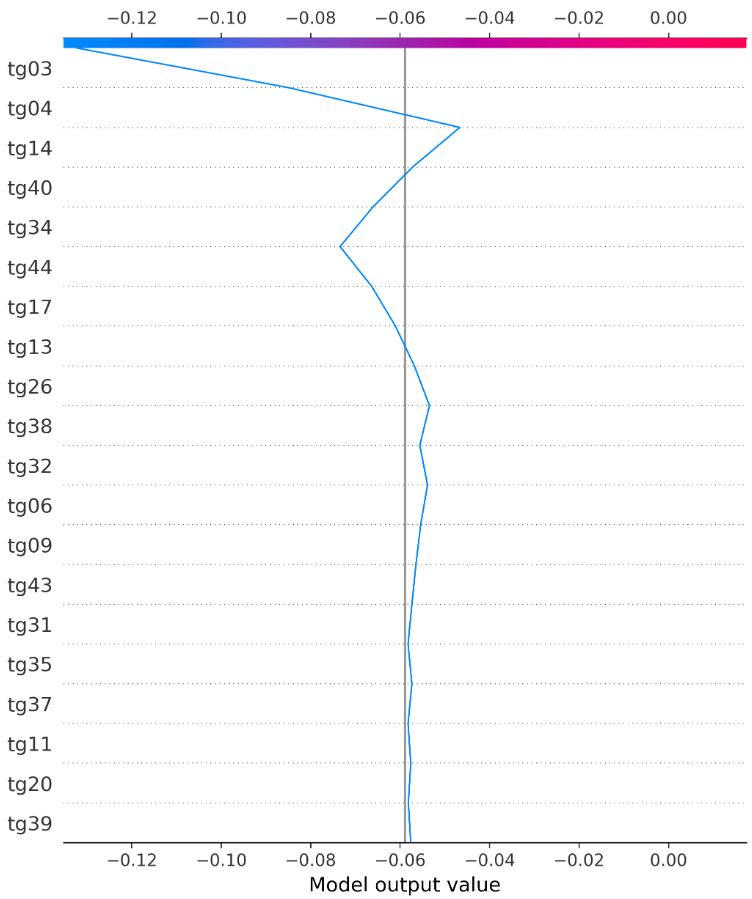 −0.12 −0.10 −0.08 −0.06 −0.04 −0.02 0.00
tg03
tg04
tg14
tg40
tg34
tg44
tg17
tg13
tg26
tg38
tg32
tg06
tg09
tg43
tg31
tg35
tg37
tg11
tg20
tg39
−0.12 −0.10 −0.08 −0.06 −0.04 −0.02 0.00
Model output value